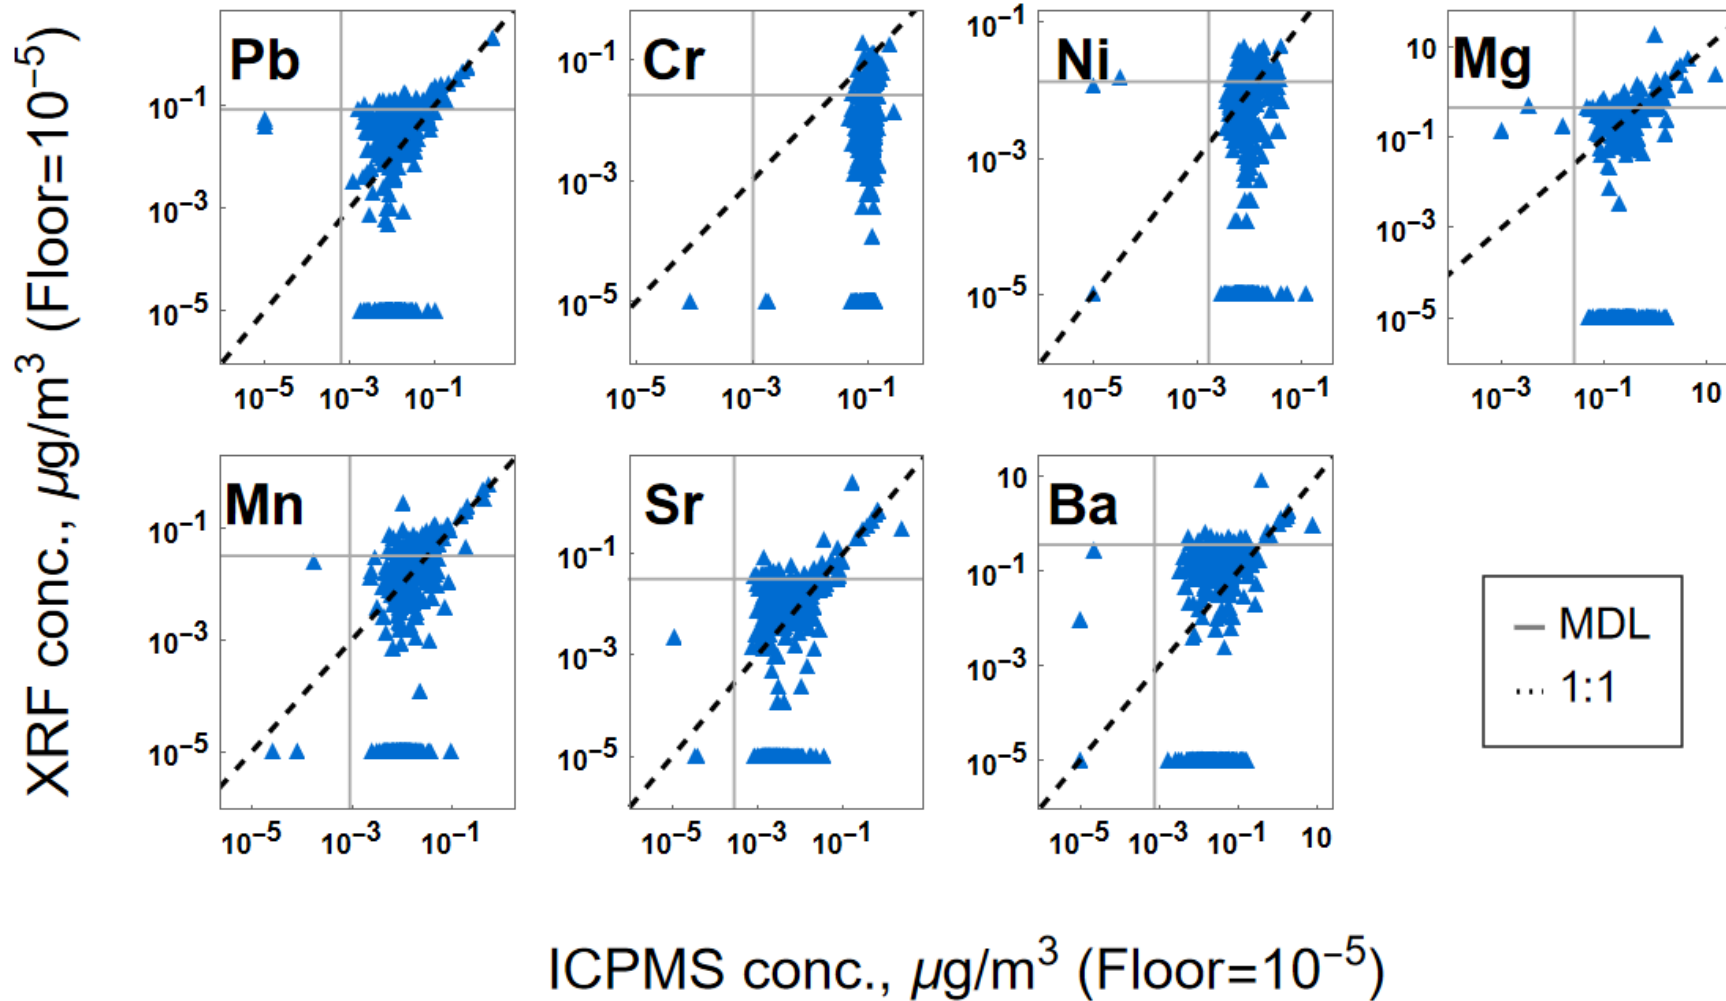 XRF conc., μg/m³ (Floor=10⁻⁵)
Pb
10⁻¹
10⁻³
10⁻⁵
10⁻⁵ 10⁻³ 10⁻¹
Cr
10⁻¹
10⁻³
10⁻⁵
10⁻⁵ 10⁻³ 10⁻¹
Ni
10⁻¹
10⁻³
10⁻⁵
10⁻⁵ 10⁻³ 10⁻¹
Mg
10
10⁻¹
10⁻³
10⁻⁵
10⁻³ 10⁻¹ 10
Mn
10⁻¹
10⁻³
10⁻⁵
10⁻⁵ 10⁻³ 10⁻¹
Sr
10⁻¹
10⁻³
10⁻⁵
10⁻⁵ 10⁻³ 10⁻¹
Ba
10
10⁻¹
10⁻³
10⁻⁵
10⁻⁵ 10⁻³ 10⁻¹ 10
MDL
1:1
ICPMS conc., μg/m³ (Floor=10⁻⁵)